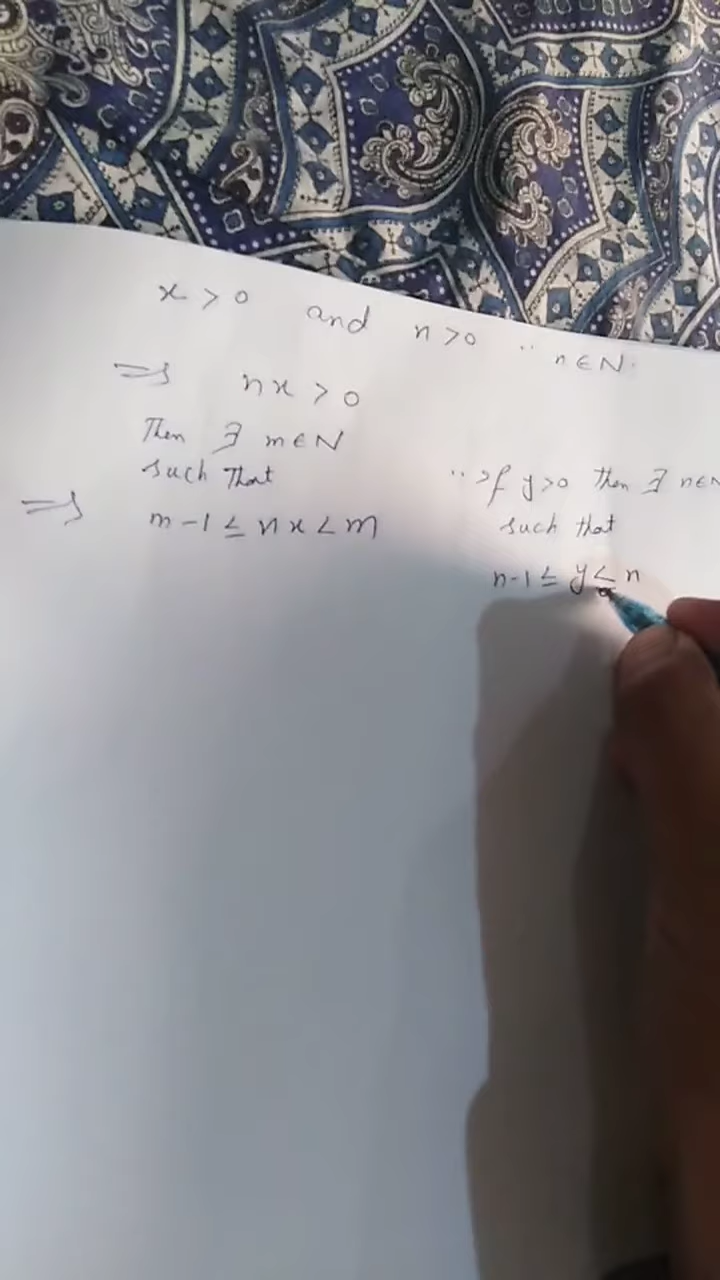 x > 0 and n > 0 ∵ n ∈ N.
⇒ nx > 0
Then ∃ m ∈ N
such that
⇒ m-1 ≤ nx < m
∵ If y>0 then ∃ n∈N
such that
n-1 ≤ y < n